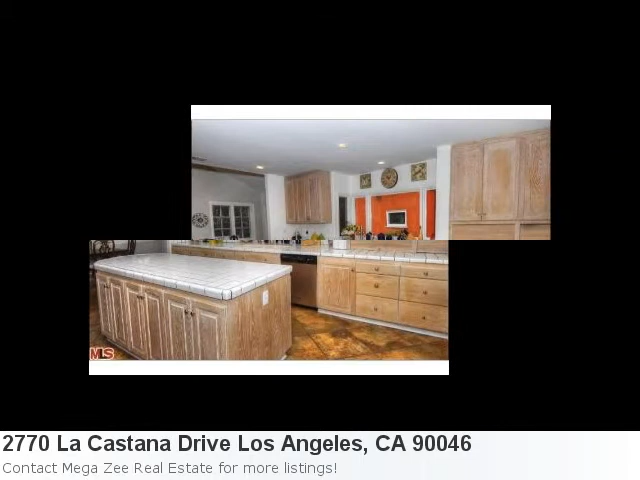 MLS
2770 La Castana Drive Los Angeles, CA 90046
Contact Mega Zee Real Estate for more listings!